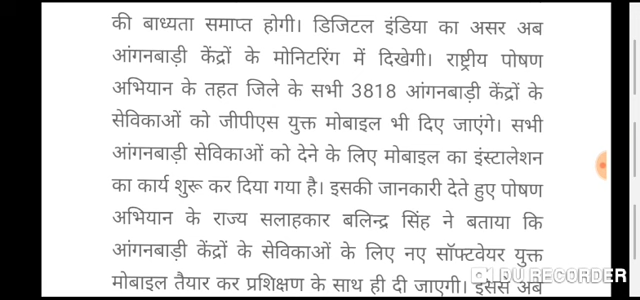 की बाध्यता समाप्त होगी। डिजिटल इंडिया का असर अब
आंगनबाड़ी केंद्रों के मोनिटरिंग में दिखेगी। राष्ट्रीय पोषण
अभियान के तहत जिले के सभी 3818 आंगनबाड़ी केंद्रों के
सेविकाओं को जीपीएस युक्त मोबाइल भी दिए जाएंगे। सभी
आंगनबाड़ी सेविकाओं को देने के लिए मोबाइल का इंस्टालेशन
का कार्य शुरू कर दिया गया है। इसकी जानकारी देते हुए पोषण
अभियान के राज्य सलाहकार बलिन्द्र सिंह ने बताया कि
आंगनबाड़ी केंद्रों के सेविकाओं के लिए नए सॉफ्टवेयर युक्त
मोबाइल तैयार कर प्रशिक्षण के साथ ही दी जाएगी। इससे अब
DU RECORDER